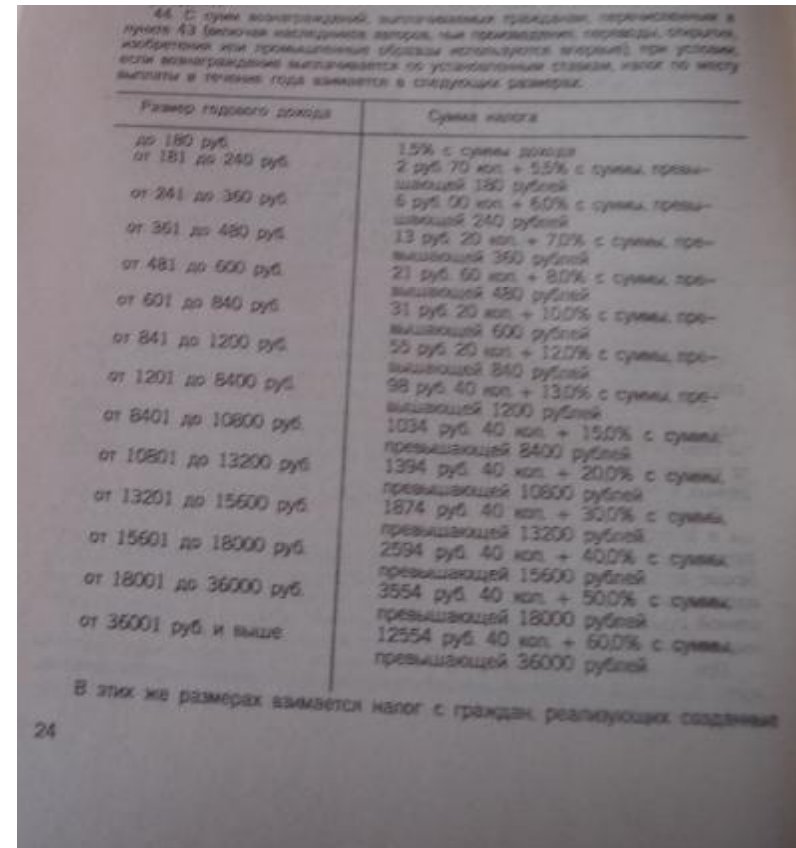 44. С сумм вознаграждений, выплачиваемых гражданам, перечисленным в
пункте 43 (включая наследников авторов, чьи произведения, переводы, открытия,
изобретения или промышленные образцы используются впервые), при условии,
если вознаграждение выплачивается по установленным ставкам, налог по месту
выплаты в течение года взимается в следующих размерах:
Размер годового дохода Сумма налога
до 180 руб. 1,5% с суммы дохода
от 181 до 240 руб. 2 руб. 70 коп. + 5,5% с суммы, превы-
шающей 180 рублей
от 241 до 360 руб. 6 руб. 00 коп. + 6,0% с суммы, превы-
шающей 240 рублей
от 361 до 480 руб. 13 руб. 20 коп. + 7,0% с суммы, пре-
вышающей 360 рублей
от 481 до 600 руб. 21 руб. 60 коп. + 8,0% с суммы, пре-
вышающей 480 рублей
от 601 до 840 руб. 31 руб. 20 коп. + 10,0% с суммы, пре-
вышающей 600 рублей
от 841 до 1200 руб. 55 руб. 20 коп. + 12,0% с суммы, пре-
вышающей 840 рублей
от 1201 до 8400 руб. 98 руб. 40 коп. + 13,0% с суммы, пре-
вышающей 1200 рублей
от 8401 до 10800 руб. 1034 руб. 40 коп. + 15,0% с суммы,
превышающей 8400 рублей
от 10801 до 13200 руб. 1394 руб. 40 коп. + 20,0% с суммы,
превышающей 10800 рублей
от 13201 до 15600 руб. 1874 руб. 40 коп. + 30,0% с суммы,
превышающей 13200 рублей
от 15601 до 18000 руб. 2594 руб. 40 коп. + 40,0% с суммы,
превышающей 15600 рублей
от 18001 до 36000 руб. 3554 руб. 40 коп. + 50,0% с суммы,
превышающей 18000 рублей
от 36001 руб. и выше 12554 руб. 40 коп. + 60,0% с суммы,
превышающей 36000 рублей
В этих же размерах взимается налог с граждан, реализующих созданные
24